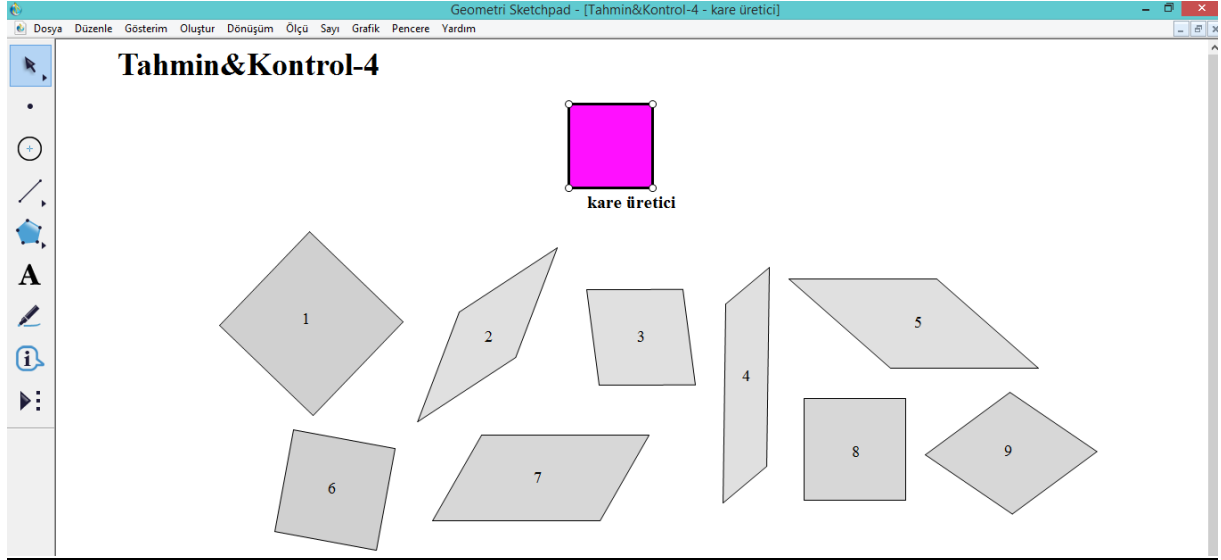 Geometri Sketchpad - [Tahmin&Kontrol-4 - kare üretici]
Dosya Düzenle Gösterim Oluştur Dönüşüm Ölçü Sayı Grafik Pencere Yardım
Tahmin&Kontrol-4
kare üretici
A
1
2
3
4
5
6
7
8
9